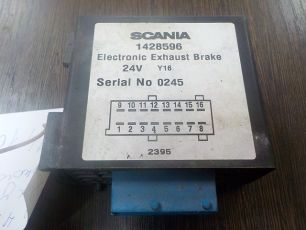 SCANIA
1428596
Electronic Exhaust Brake
24V Y16
Serial No 0245
9 10 11 12 13 14 15 16
1 2 3 4 5 6 7 8
2395